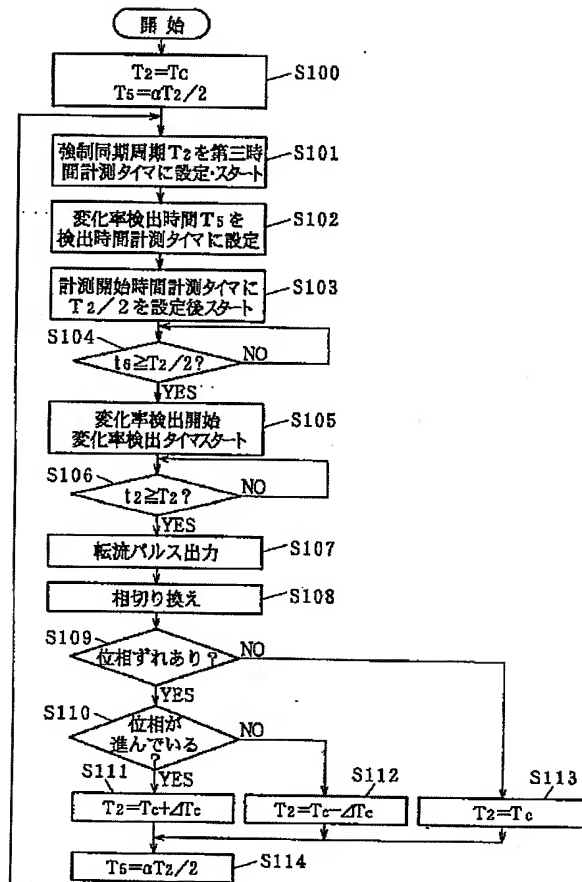 開 始
T2=TC
T5=αT2/2
S100
強制同期周期T2を第三時
間計測タイマに設定・スタート
S101
変化率検出時間T5を
検出時間計測タイマに設定
S102
計測開始時間計測タイマに
T2/2を設定後スタート
S103
S104
t6≧T2/2?
NO
YES
変化率検出開始
変化率検出タイマスタート
S105
S106
t2≧T2?
NO
YES
転流パルス出力
S107
相切り換え
S108
S109
位相ずれあり?
NO
YES
S110
位相が
進んでいる
?
NO
YES
S111
T2=Tc+ΔTc
S112
T2=Tc-ΔTc
S113
T2=Tc
T5=αT2/2
S114